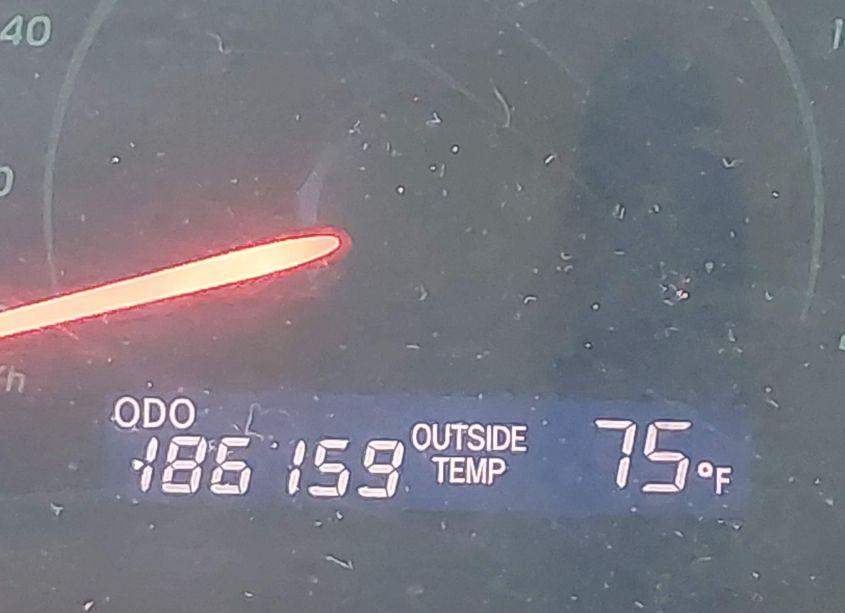 40
ODO
186159
OUTSIDE
TEMP
75°F